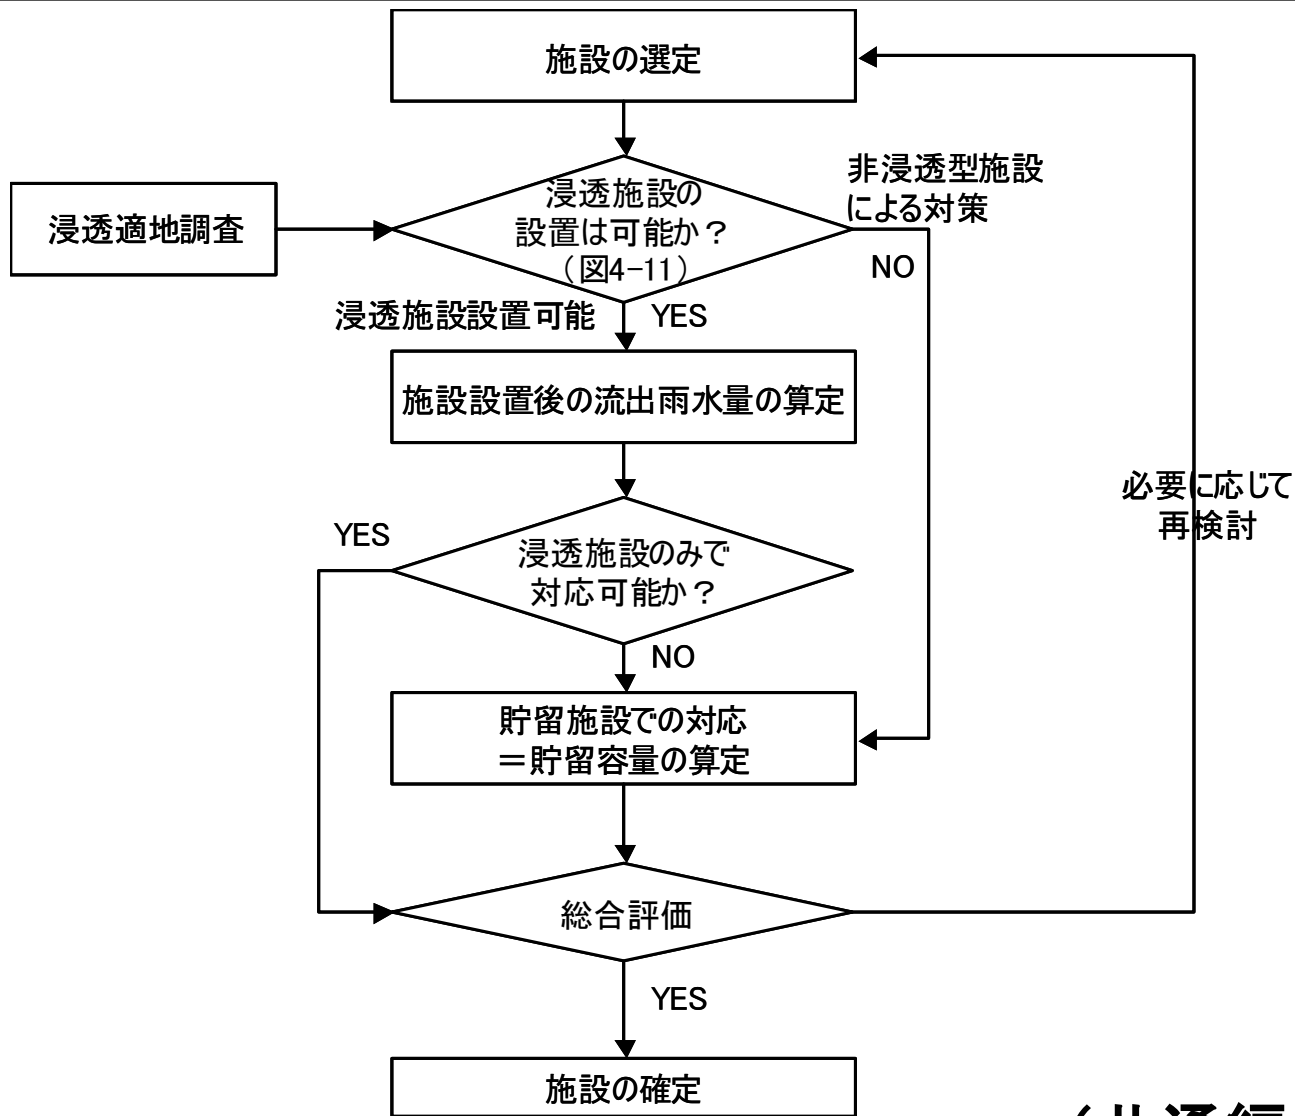 施設の選定
浸透適地調査
浸透施設の
設置は可能か？
（図4-11）
非浸透型施設
による対策
NO
浸透施設設置可能
YES
施設設置後の流出雨水量の算定
YES
浸透施設のみで
対応可能か？
必要に応じて
再検討
NO
貯留施設での対応
＝貯留容量の算定
総合評価
YES
施設の確定